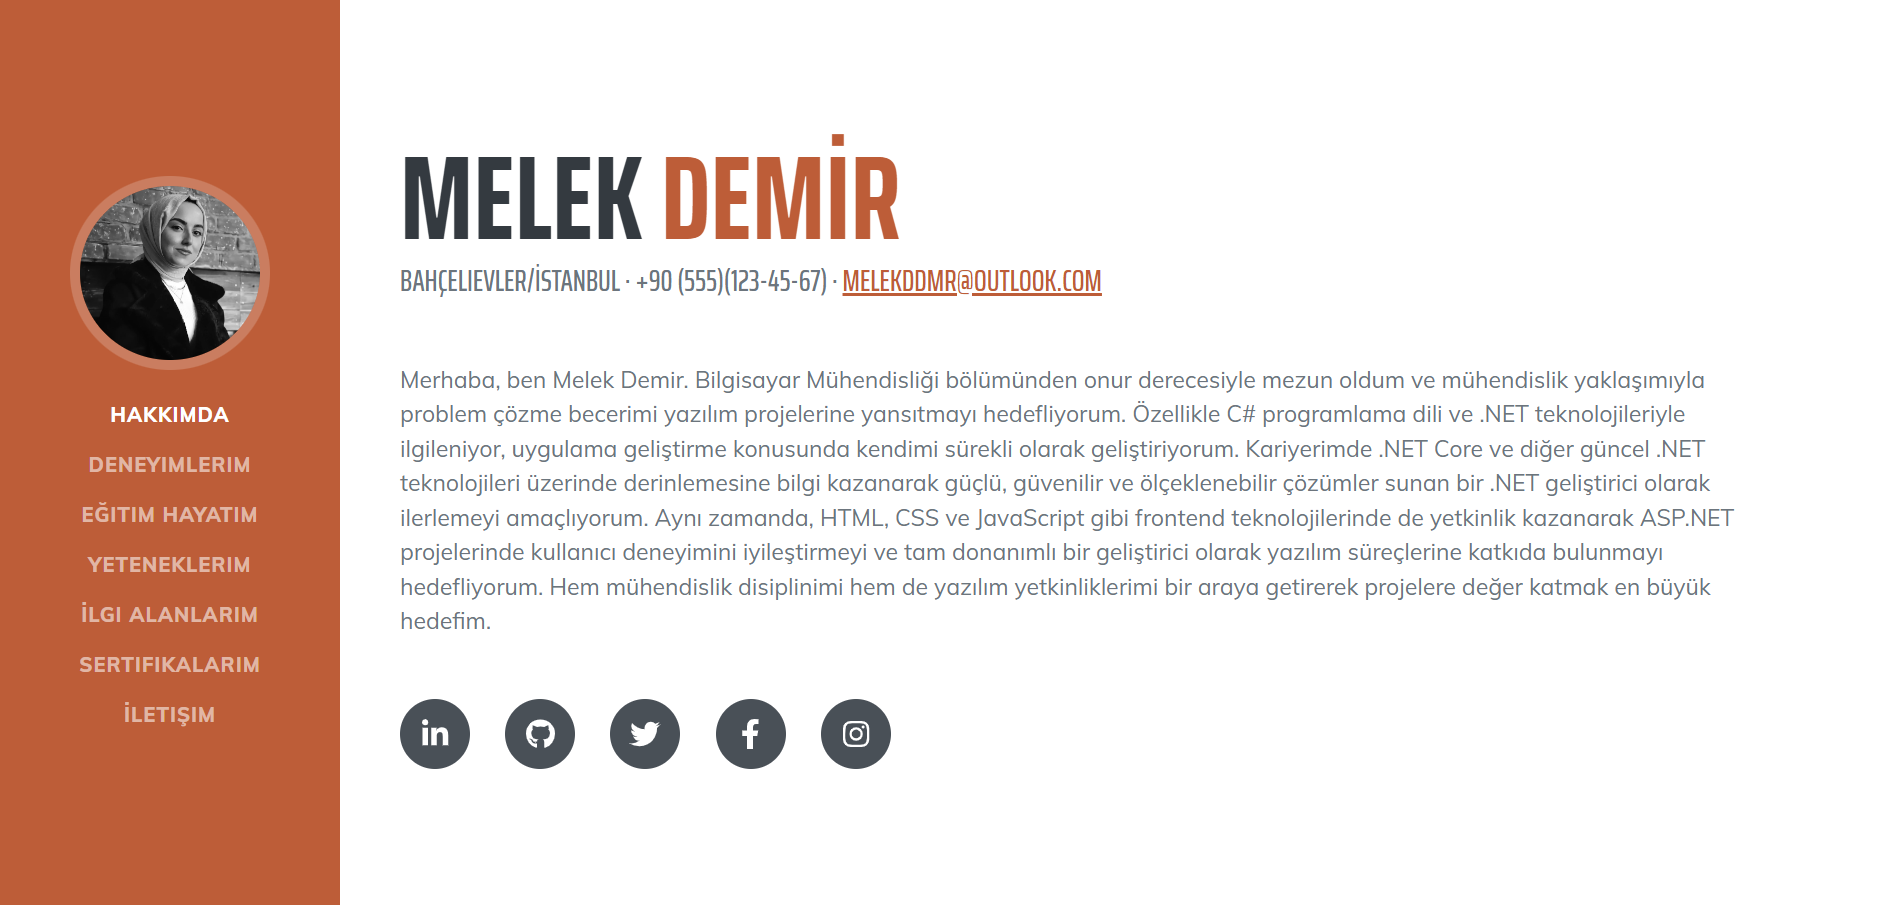 HAKKIMDA
DENEYIMLERIM
EĞITIM HAYATIM
YETENEKLERIM
İLGI ALANLARIM
SERTIFIKALARIM
İLETIŞIM
MELEK DEMİR
BAHÇELIEVLER/İSTANBUL · +90 (555)(123-45-67) · MELEKDDMR@OUTLOOK.COM
Merhaba, ben Melek Demir. Bilgisayar Mühendisliği bölümünden onur derecesiyle mezun oldum ve mühendislik yaklaşımıyla
problem çözme becerimi yazılım projelerine yansıtmayı hedefliyorum. Özellikle C# programlama dili ve .NET teknolojileriyle
ilgileniyor, uygulama geliştirme konusunda kendimi sürekli olarak geliştiriyorum. Kariyerimde .NET Core ve diğer güncel .NET
teknolojileri üzerinde derinlemesine bilgi kazanarak güçlü, güvenilir ve ölçeklenebilir çözümler sunan bir .NET geliştirici olarak
ilerlemeyi amaçlıyorum. Aynı zamanda, HTML, CSS ve JavaScript gibi frontend teknolojilerinde de yetkinlik kazanarak ASP.NET
projelerinde kullanıcı deneyimini iyileştirmeyi ve tam donanımlı bir geliştirici olarak yazılım süreçlerine katkıda bulunmayı
hedefliyorum. Hem mühendislik disiplinimi hem de yazılım yetkinliklerimi bir araya getirerek projelere değer katmak en büyük
hedefim.